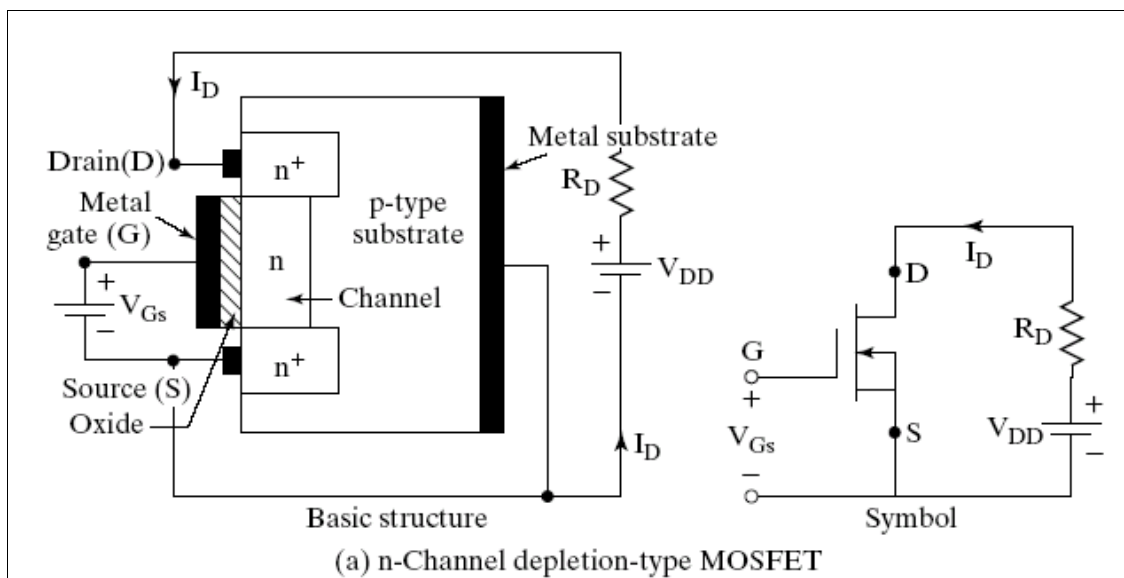 I_D
Drain(D)
n+
Metal substrate
R_D
Metal
gate (G)
p-type
substrate
n
+
V_Gs
−
Channel
+
V_DD
−
n+
Source (S)
Oxide
I_D
Basic structure
I_D
D
R_D
G
+
V_Gs
−
S
+
V_DD
−
Symbol
(a) n-Channel depletion-type MOSFET